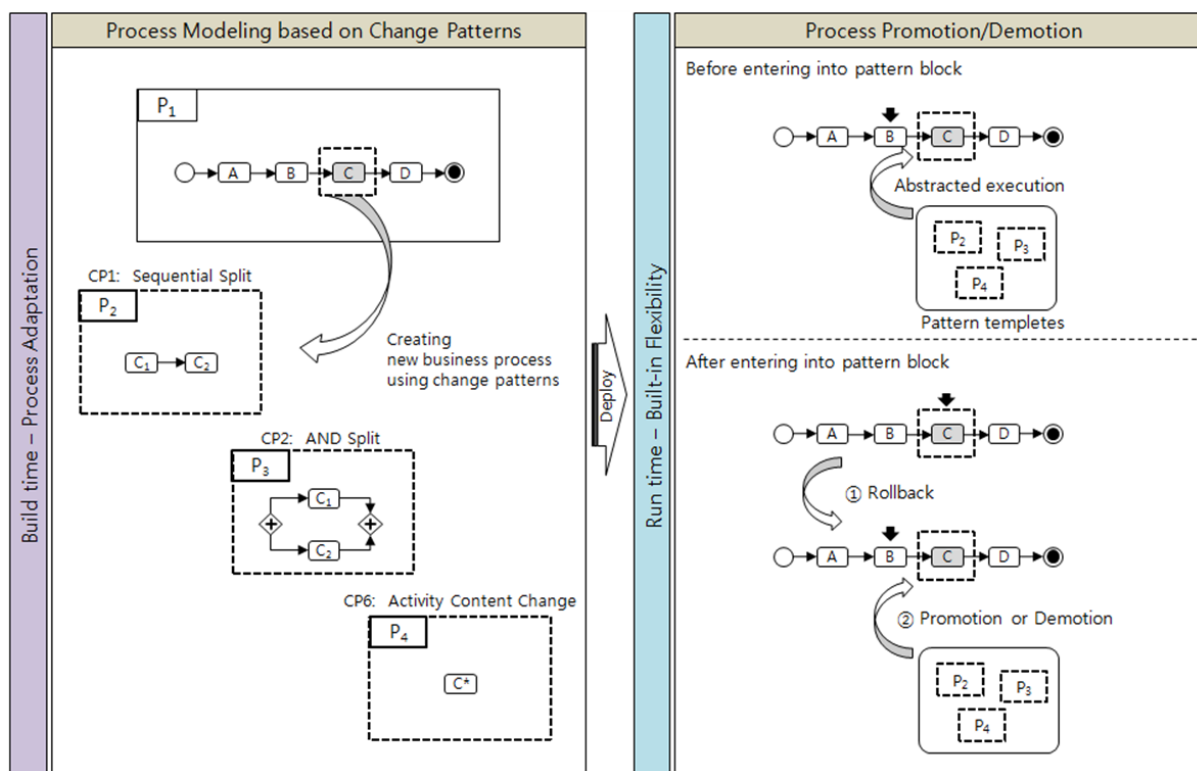 Build time – Process Adaptation
Process Modeling based on Change Patterns
P1
A B C D
CP1: Sequential Split
P2
C1 C2
Creating
new business process
using change patterns
CP2: AND Split
P3
C1
C2
CP6: Activity Content Change
P4
C*
Deploy
Run time – Built-in Flexibility
Process Promotion/Demotion
Before entering into pattern block
A B C D
Abstracted execution
P2 P3
P4
Pattern templetes
After entering into pattern block
A B C D
① Rollback
A B C D
② Promotion or Demotion
P2 P3
P4